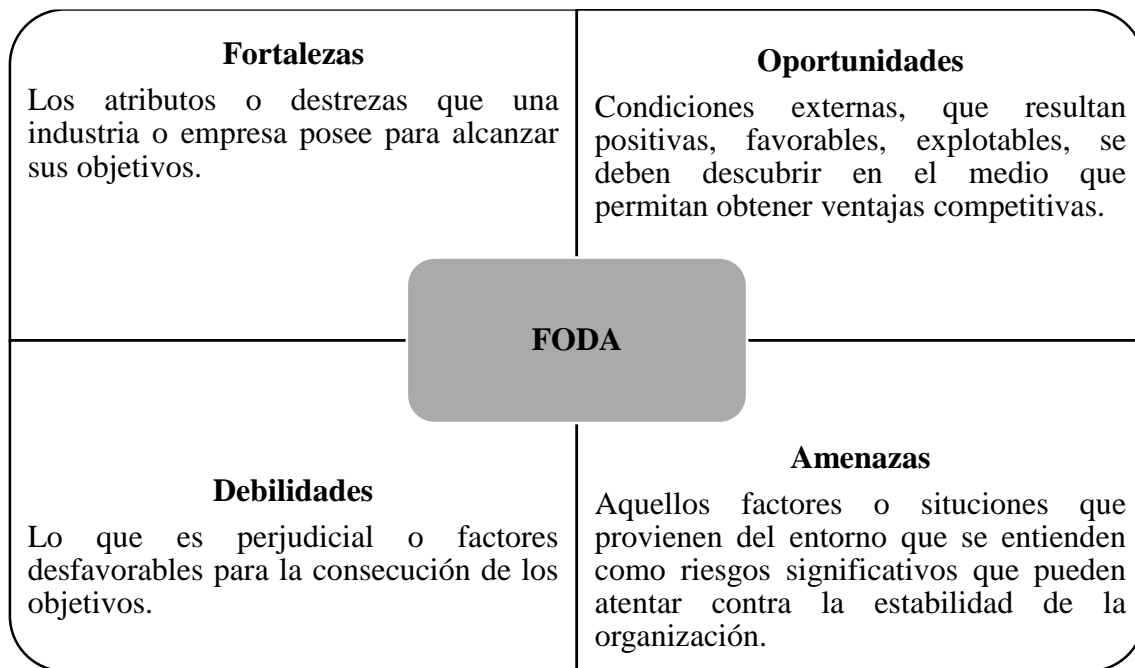 Fortalezas
Los atributos o destrezas que una
industria o empresa posee para alcanzar
sus objetivos.
Oportunidades
Condiciones externas, que resultan
positivas, favorables, explotables, se
deben descubrir en el medio que
permitan obtener ventajas competitivas.
FODA
Debilidades
Lo que es perjudicial o factores
desfavorables para la consecución de los
objetivos.
Amenazas
Aquellos factores o situciones que
provienen del entorno que se entienden
como riesgos significativos que pueden
atentar contra la estabilidad de la
organización.